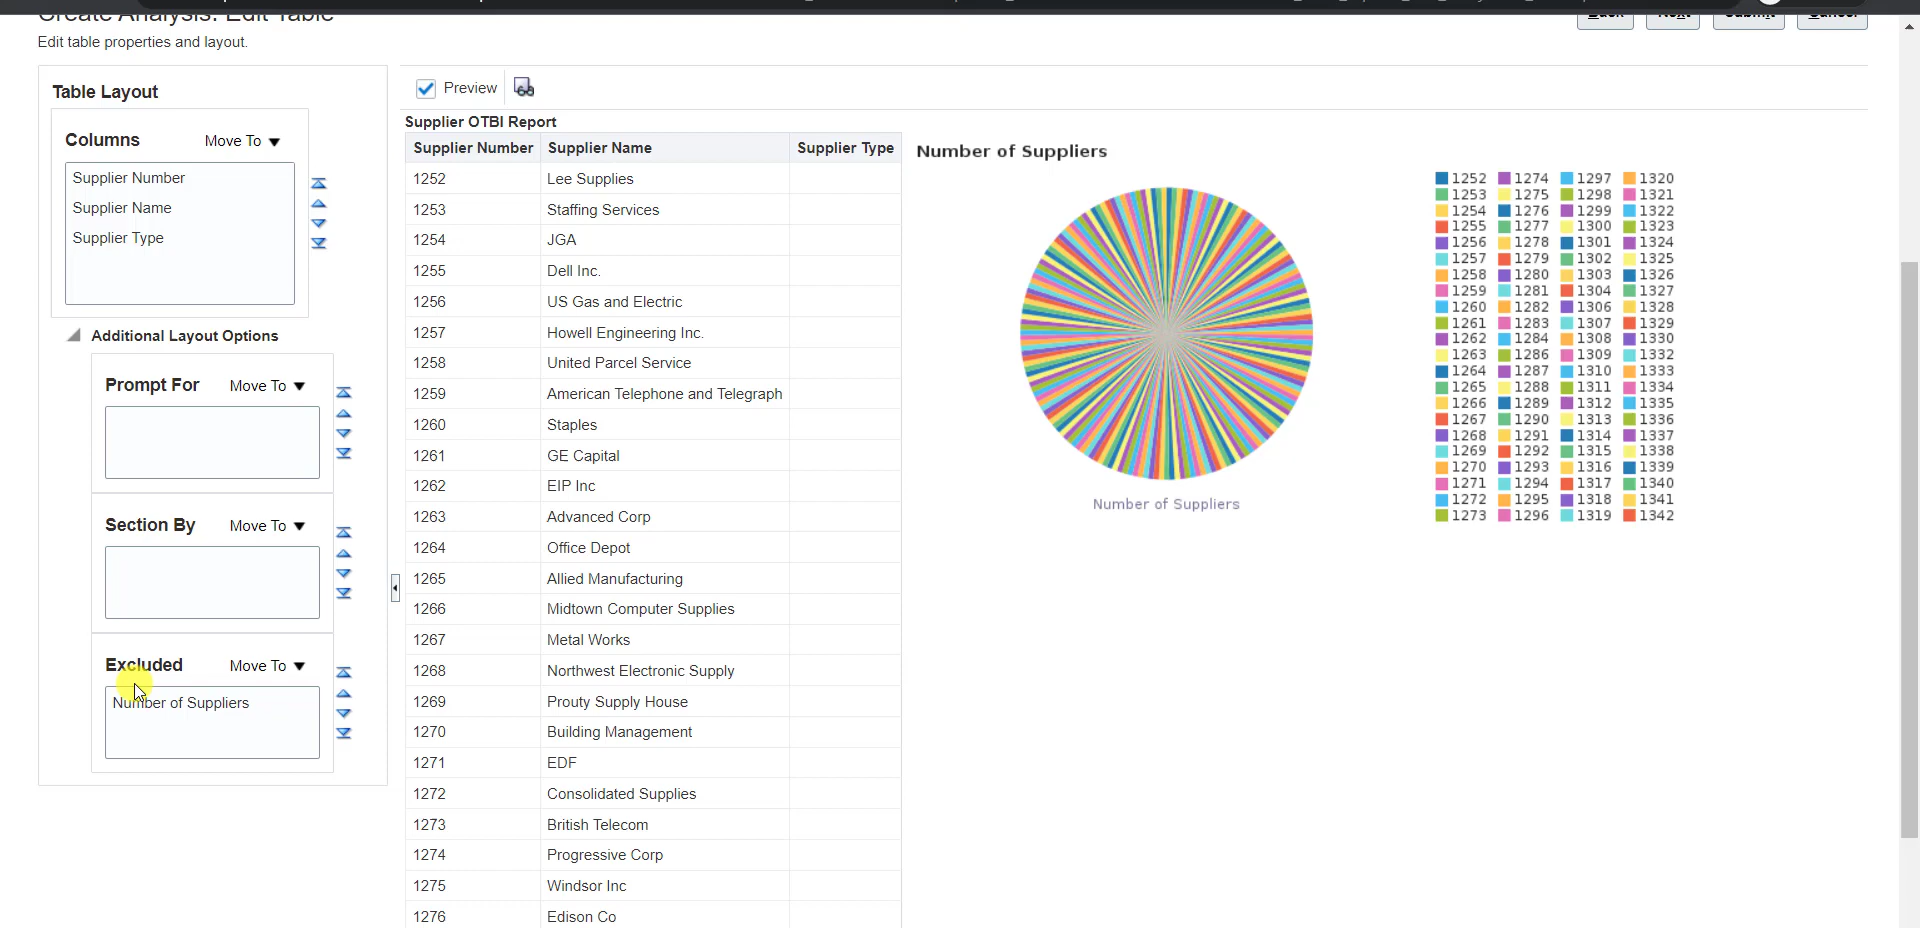 Create Analysis: Edit Table
Back Next Submit Cancel
Edit table properties and layout.
Table Layout
Columns Move To
Supplier Number
Supplier Name
Supplier Type
Additional Layout Options
Prompt For Move To
Section By Move To
Excluded Move To
Number of Suppliers
Preview
Supplier OTBI Report
Supplier Number Supplier Name Supplier Type
1252 Lee Supplies
1253 Staffing Services
1254 JGA
1255 Dell Inc.
1256 US Gas and Electric
1257 Howell Engineering Inc.
1258 United Parcel Service
1259 American Telephone and Telegraph
1260 Staples
1261 GE Capital
1262 EIP Inc
1263 Advanced Corp
1264 Office Depot
1265 Allied Manufacturing
1266 Midtown Computer Supplies
1267 Metal Works
1268 Northwest Electronic Supply
1269 Prouty Supply House
1270 Building Management
1271 EDF
1272 Consolidated Supplies
1273 British Telecom
1274 Progressive Corp
1275 Windsor Inc
1276 Edison Co
Number of Suppliers
Number of Suppliers
1252 1274 1297 1320
1253 1275 1298 1321
1254 1276 1299 1322
1255 1277 1300 1323
1256 1278 1301 1324
1257 1279 1302 1325
1258 1280 1303 1326
1259 1281 1304 1327
1260 1282 1306 1328
1261 1283 1307 1329
1262 1284 1308 1330
1263 1286 1309 1332
1264 1287 1310 1333
1265 1288 1311 1334
1266 1289 1312 1335
1267 1290 1313 1336
1268 1291 1314 1337
1269 1292 1315 1338
1270 1293 1316 1339
1271 1294 1317 1340
1272 1295 1318 1341
1273 1296 1319 1342